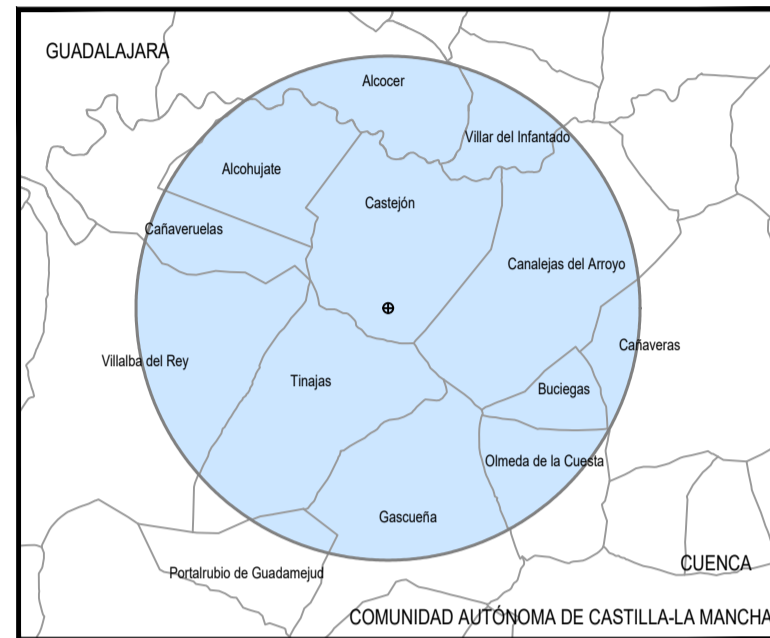 GUADALAJARA
Alcocer
Villar del Infantado
Alcohujate
Castejón
Cañaveruelas
Canalejas del Arroyo
Cañaveras
Villalba del Rey
Tinajas
Buciegas
Olmeda de la Cuesta
Gascueña
CUENCA
Portalrubio de Guadamejud
COMUNIDAD AUTÓNOMA DE CASTILLA-LA MANCHA